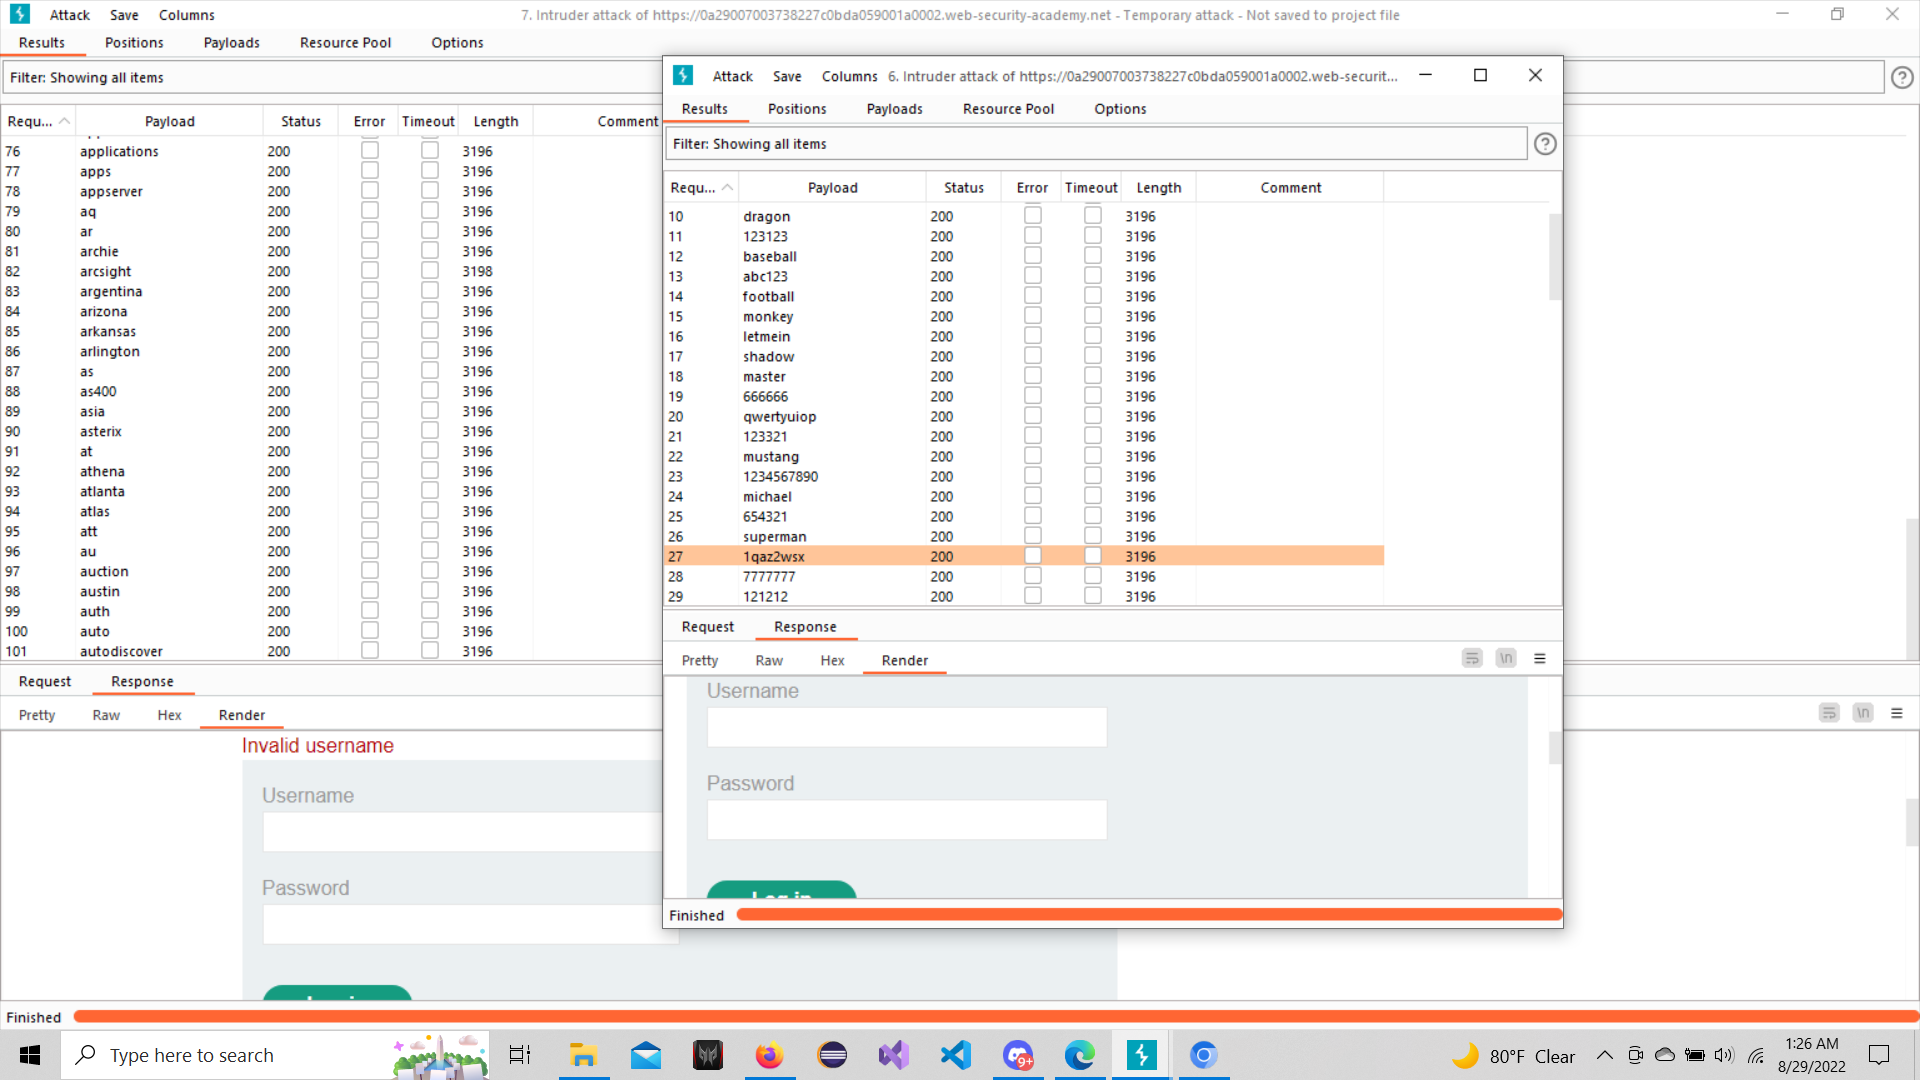 Attack Save Columns 7. Intruder attack of https://0a29007003738227c0bda059001a0002.web-security-academy.net - Temporary attack - Not saved to project file
Results Positions Payloads Resource Pool Options
Filter: Showing all items
Requ... Payload Status Error Timeout Length Comment
76 applications 200 3196
77 apps 200 3196
78 appserver 200 3196
79 aq 200 3196
80 ar 200 3196
81 archie 200 3196
82 arcsight 200 3198
83 argentina 200 3196
84 arizona 200 3196
85 arkansas 200 3196
86 arlington 200 3196
87 as 200 3196
88 as400 200 3196
89 asia 200 3196
90 asterix 200 3196
91 at 200 3196
92 athena 200 3196
93 atlanta 200 3196
94 atlas 200 3196
95 att 200 3196
96 au 200 3196
97 auction 200 3196
98 austin 200 3196
99 auth 200 3196
100 auto 200 3196
101 autodiscover 200 3196
Request Response
Pretty Raw Hex Render
\n
Invalid username
Username
Password
Finished
Attack Save Columns 6. Intruder attack of https://0a29007003738227c0bda059001a0002.web-securit...
Results Positions Payloads Resource Pool Options
Filter: Showing all items
?
Requ... Payload Status Error Timeout Length Comment
10 dragon 200 3196
11 123123 200 3196
12 baseball 200 3196
13 abc123 200 3196
14 football 200 3196
15 monkey 200 3196
16 letmein 200 3196
17 shadow 200 3196
18 master 200 3196
19 666666 200 3196
20 qwertyuiop 200 3196
21 123321 200 3196
22 mustang 200 3196
23 1234567890 200 3196
24 michael 200 3196
25 654321 200 3196
26 superman 200 3196
27 1qaz2wsx 200 3196
28 7777777 200 3196
29 121212 200 3196
Request Response
Pretty Raw Hex Render
\n
Username
Password
Log in
Finished
?
Type here to search
9+
80°F Clear
1:26 AM
8/29/2022